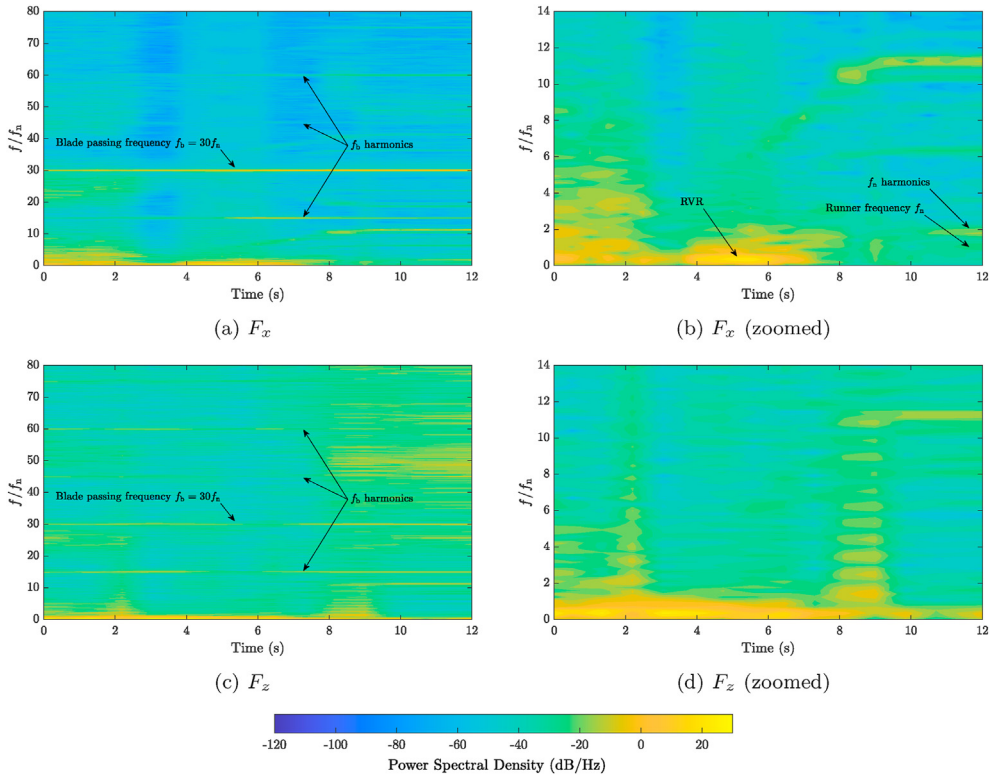 80
70
60
50
40
30
20
10
0
f/fn
Blade passing frequency fb = 30fn
fb harmonics
0 2 4 6 8 10 12
Time (s)
(a) Fx
14
12
10
8
6
4
2
0
f/fn
RVR
fn harmonics
Runner frequency fn
0 2 4 6 8 10 12
Time (s)
(b) Fx (zoomed)
80
70
60
50
40
30
20
10
0
f/fn
Blade passing frequency fb = 30fn
fb harmonics
0 2 4 6 8 10 12
Time (s)
(c) Fz
14
12
10
8
6
4
2
0
f/fn
0 2 4 6 8 10 12
Time (s)
(d) Fz (zoomed)
-120 -100 -80 -60 -40 -20 0 20
Power Spectral Density (dB/Hz)